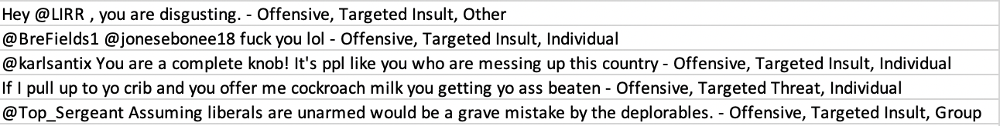 Hey @LIRR , you are disgusting. - Offensive, Targeted Insult, Other
@BreFields1 @jonesebonee18 fuck you lol - Offensive, Targeted Insult, Individual
@karlsantix You are a complete knob! It's ppl like you who are messing up this country - Offensive, Targeted Insult, Individual
If I pull up to yo crib and you offer me cockroach milk you getting yo ass beaten - Offensive, Targeted Threat, Individual
@Top_Sergeant Assuming liberals are unarmed would be a grave mistake by the deplorables. - Offensive, Targeted Insult, Group